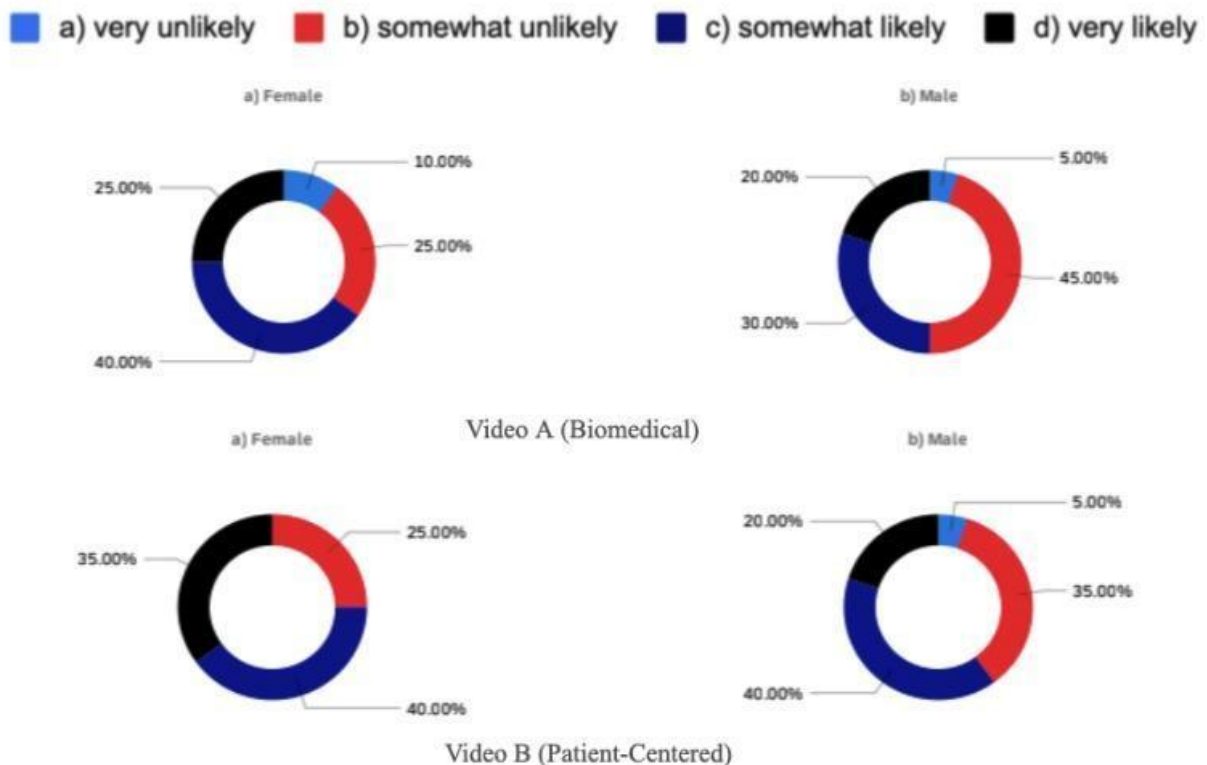 a) very unlikely b) somewhat unlikely c) somewhat likely d) very likely
a) Female b) Male
10.00% 5.00%
25.00% 20.00%
25.00% 45.00%
40.00% 30.00%
Video A (Biomedical)
a) Female b) Male
25.00% 5.00%
35.00% 20.00%
40.00% 35.00%
40.00%
Video B (Patient-Centered)